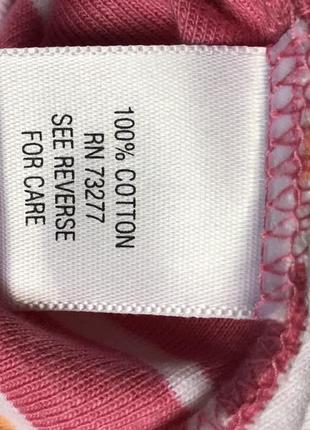 100% COTTON
RN 73277
SEE REVERSE
FOR CARE